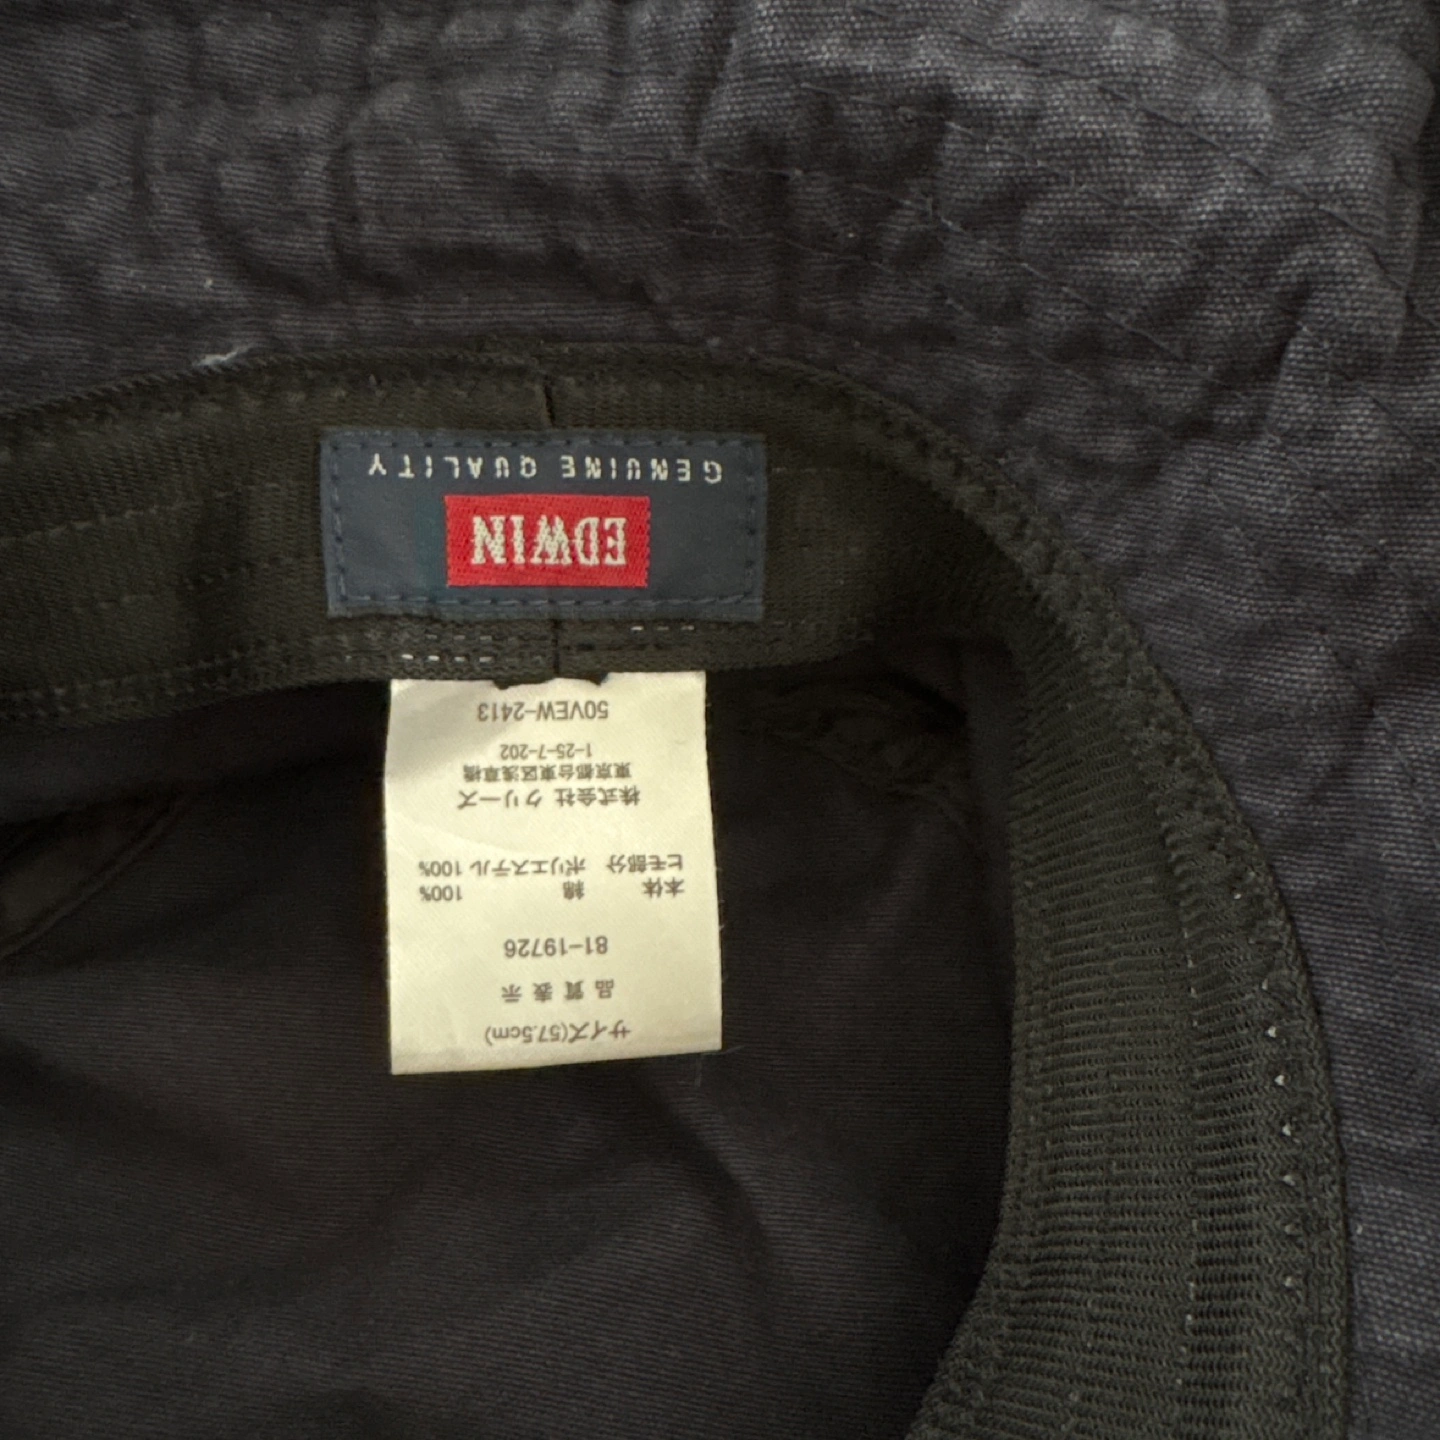 EDWIN
GENUINE QUALITY
サイズ(57.5cm)
品 質 表 示
81-19726
本体 綿 100%
ヒモ部分 ポリエステル 100%
株式会社 クリーズ
東京都台東区浅草橋
1-25-7-202
50VEW-2413